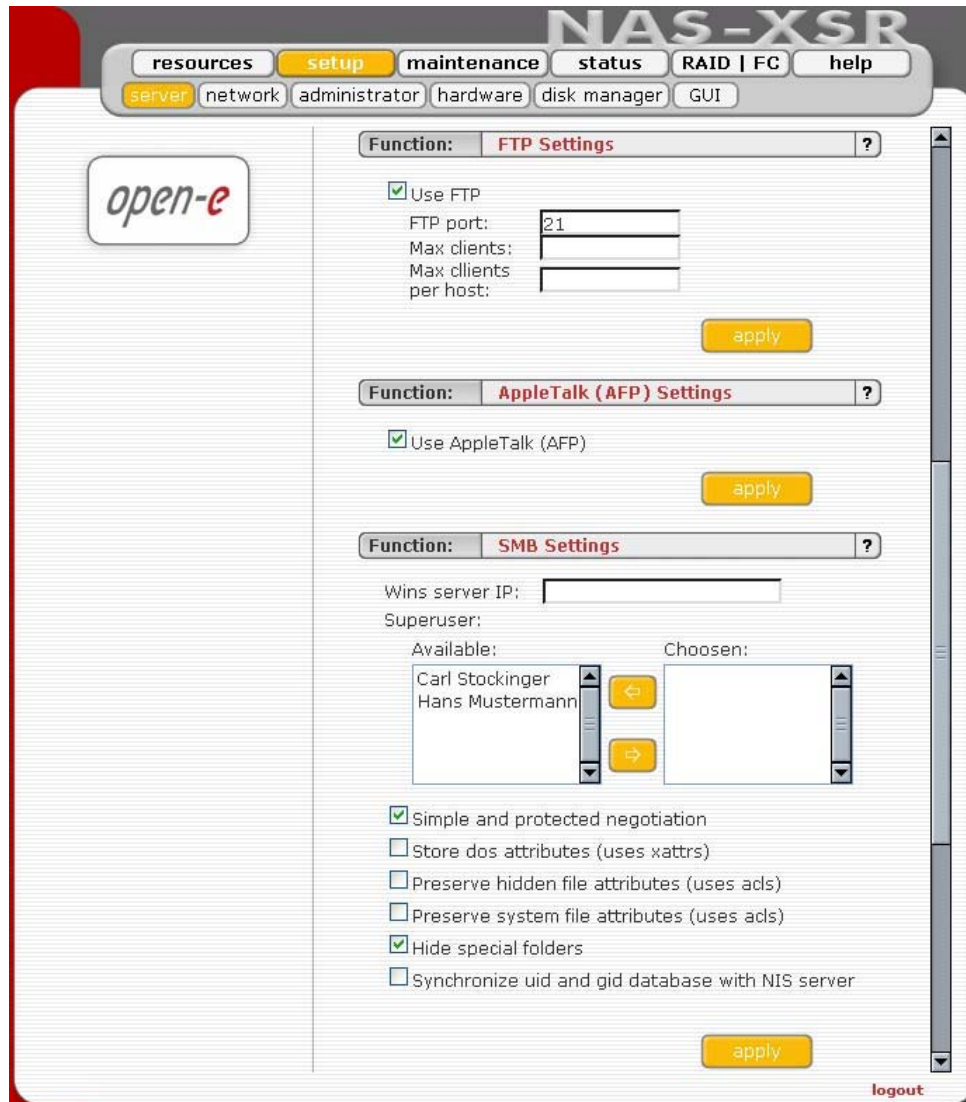 NAS-XSR
resources setup maintenance status RAID | FC help
server network administrator hardware disk manager GUI
open-e
Function: FTP Settings ?
Use FTP
FTP port: 21
Max clients:
Max cllients
per host:
apply
Function: AppleTalk (AFP) Settings ?
Use AppleTalk (AFP)
apply
Function: SMB Settings ?
Wins server IP:
Superuser:
Available: Choosen:
Carl Stockinger
Hans Mustermann
Simple and protected negotiation
Store dos attributes (uses xattrs)
Preserve hidden file attributes (uses acls)
Preserve system file attributes (uses acls)
Hide special folders
Synchronize uid and gid database with NIS server
apply
logout